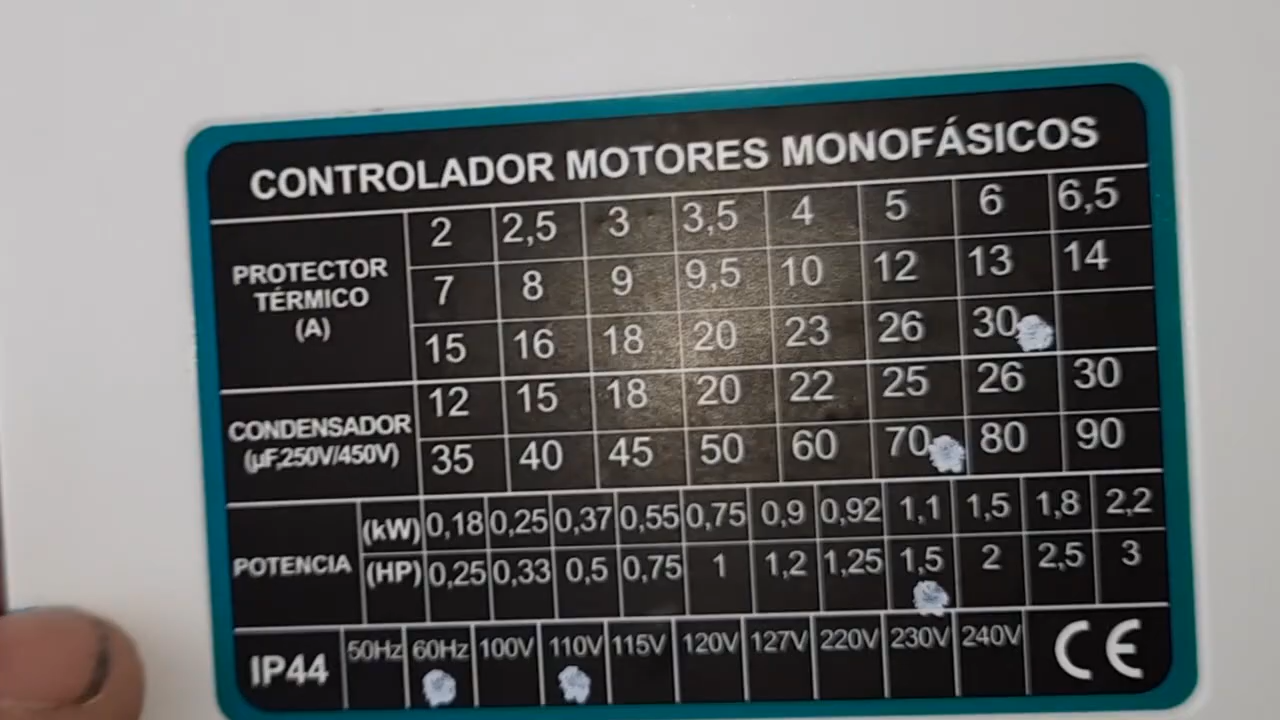 CONTROLADOR MOTORES MONOFÁSICOS
PROTECTOR TÉRMICO (A)
2 2,5 3 3,5 4 5 6 6,5
7 8 9 9,5 10 12 13 14
15 16 18 20 23 26 30
CONDENSADOR (µF,250V/450V)
12 15 18 20 22 25 26 30
35 40 45 50 60 70 80 90
POTENCIA
(kW) 0,18 0,25 0,37 0,55 0,75 0,9 0,92 1,1 1,5 1,8 2,2
(HP) 0,25 0,33 0,5 0,75 1 1,2 1,25 1,5 2 2,5 3
IP44 50Hz 60Hz 100V 110V 115V 120V 127V 220V 230V 240V CE